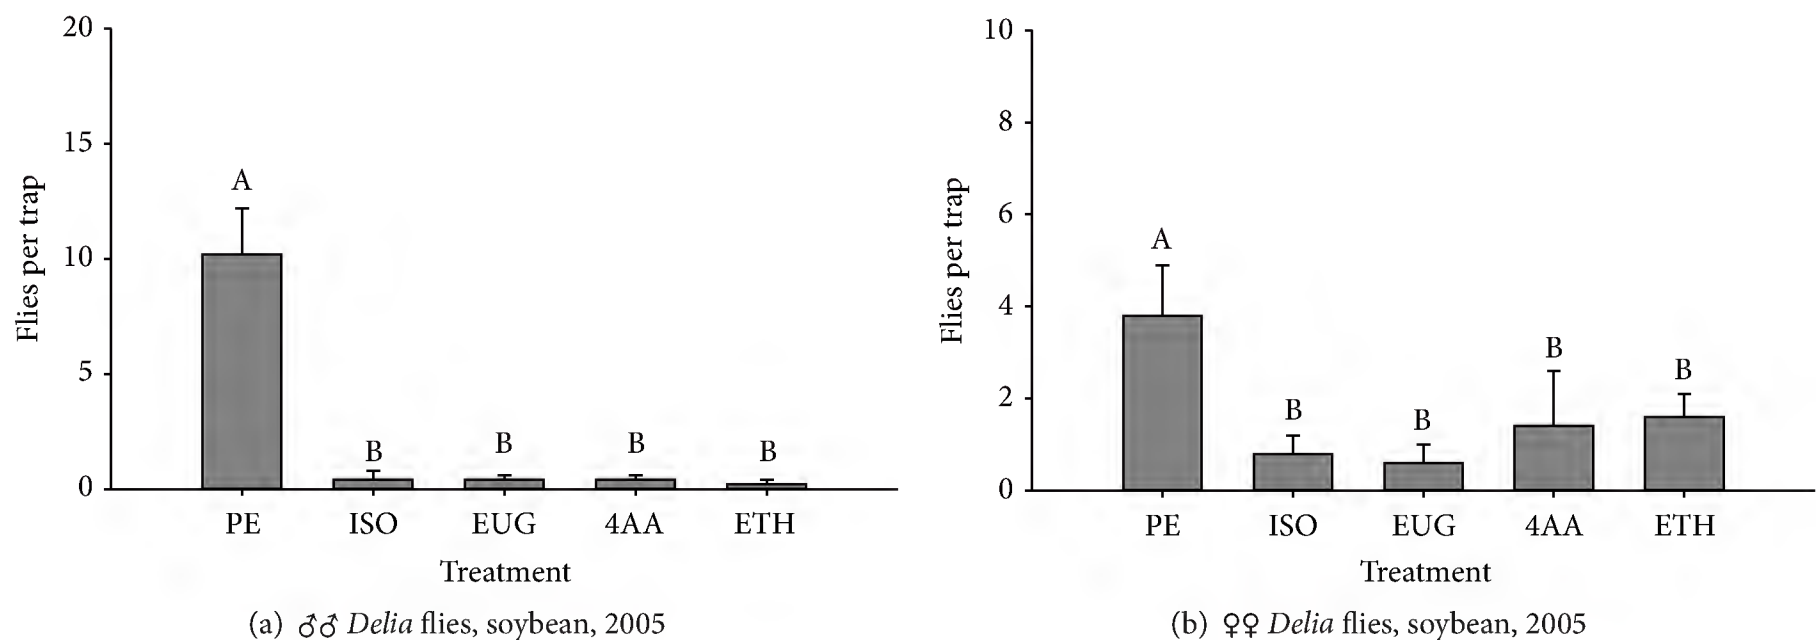 20
15
10
5
0
Flies per trap
A
B
B
B
B
PE ISO EUG 4AA ETH
Treatment
(a) ♂♂ Delia flies, soybean, 2005
10
8
6
4
2
0
Flies per trap
A
B
B
B
B
PE ISO EUG 4AA ETH
Treatment
(b) ♀♀ Delia flies, soybean, 2005